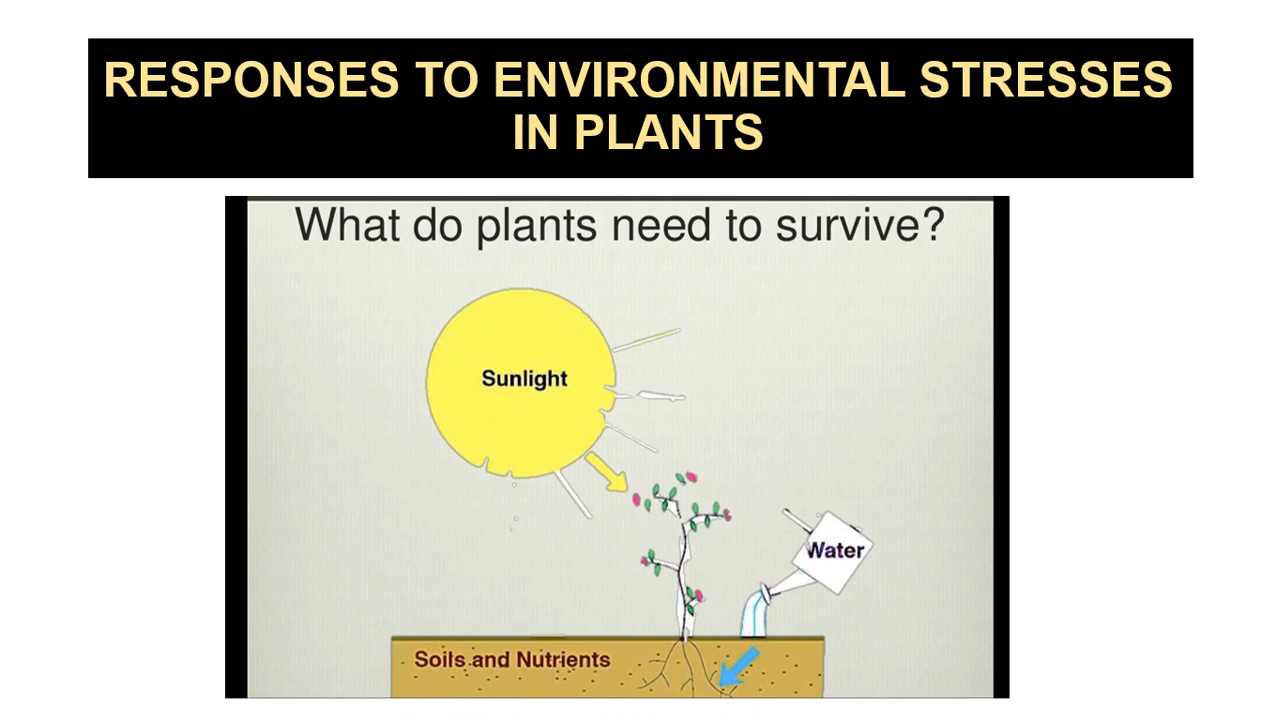 RESPONSES TO ENVIRONMENTAL STRESSES
IN PLANTS
What do plants need to survive?
Sunlight
Water
Soils and Nutrients